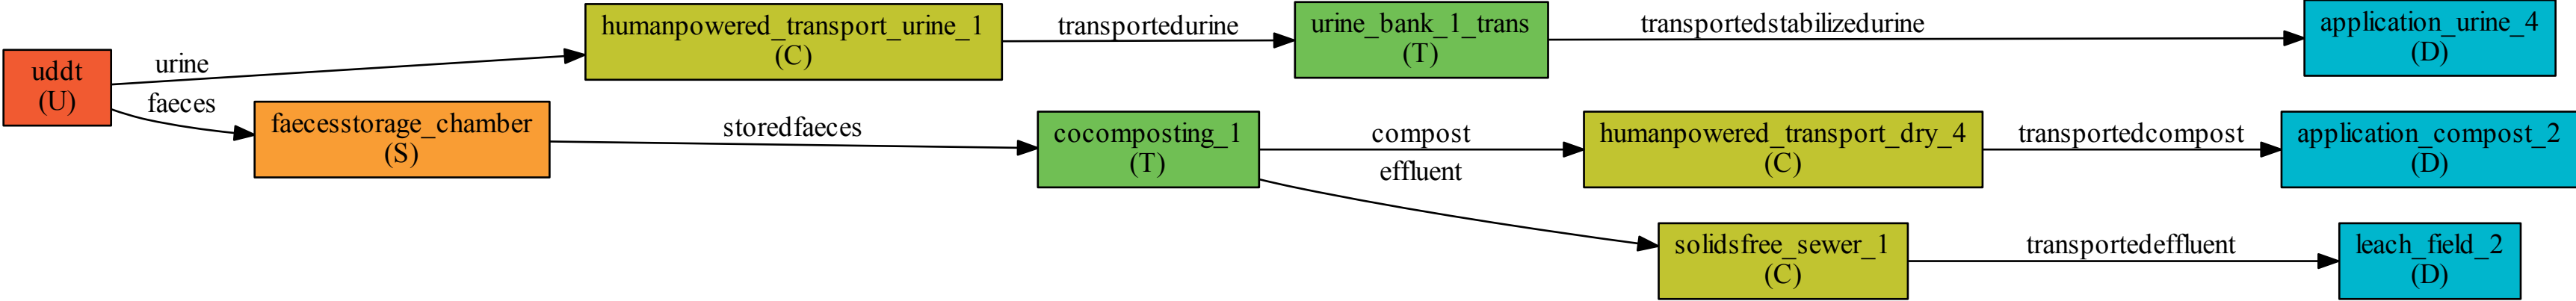 uddt
(U)
urine
faeces
humanpowered_transport_urine_1
(C)
transportedurine
urine_bank_1_trans
(T)
transportedstabilizedurine
application_urine_4
(D)
faecesstorage_chamber
(S)
storedfaeces
cocomposting_1
(T)
compost
effluent
humanpowered_transport_dry_4
(C)
transportedcompost
application_compost_2
(D)
solidsfree_sewer_1
(C)
transportedeffluent
leach_field_2
(D)